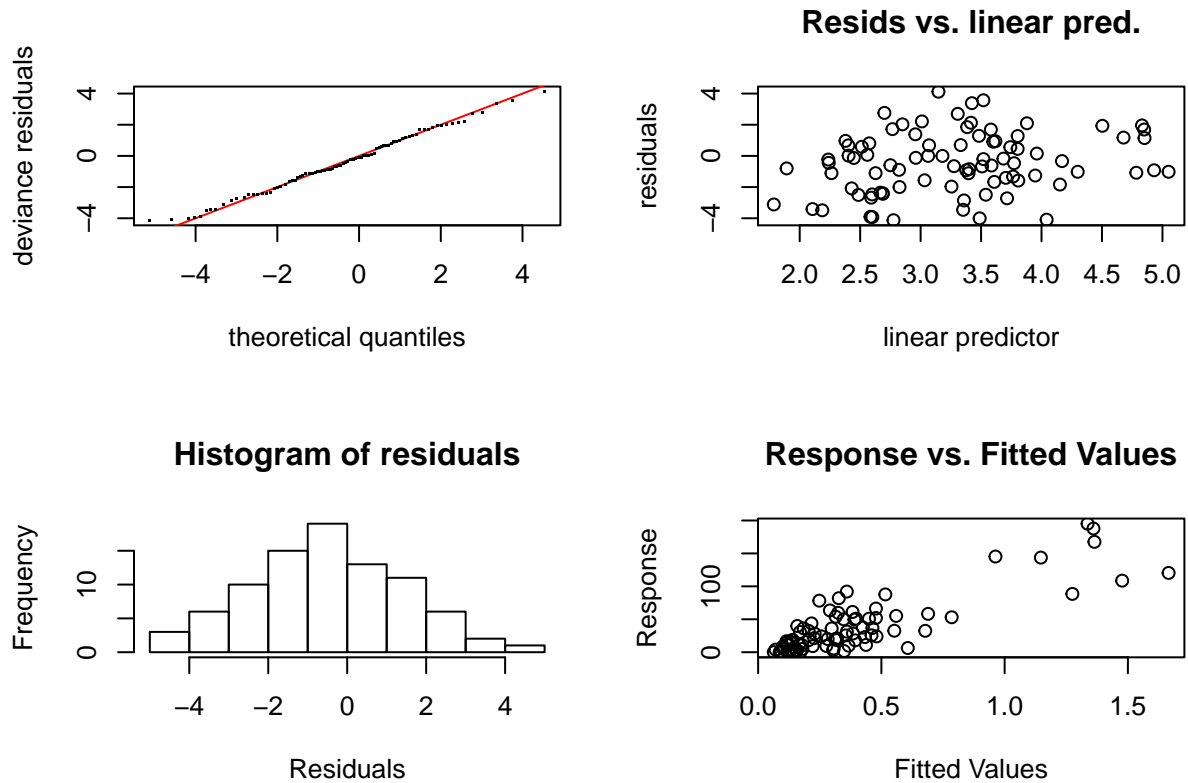 deviance residuals
4
0
−4
−4
−2
0
2
4
theoretical quantiles
Resids vs. linear pred.
residuals
4
0
−4
2.0
2.5
3.0
3.5
4.0
4.5
5.0
linear predictor
Histogram of residuals
Frequency
10
0
−4
−2
0
2
4
Residuals
Response vs. Fitted Values
Response
100
0
0.0
0.5
1.0
1.5
Fitted Values